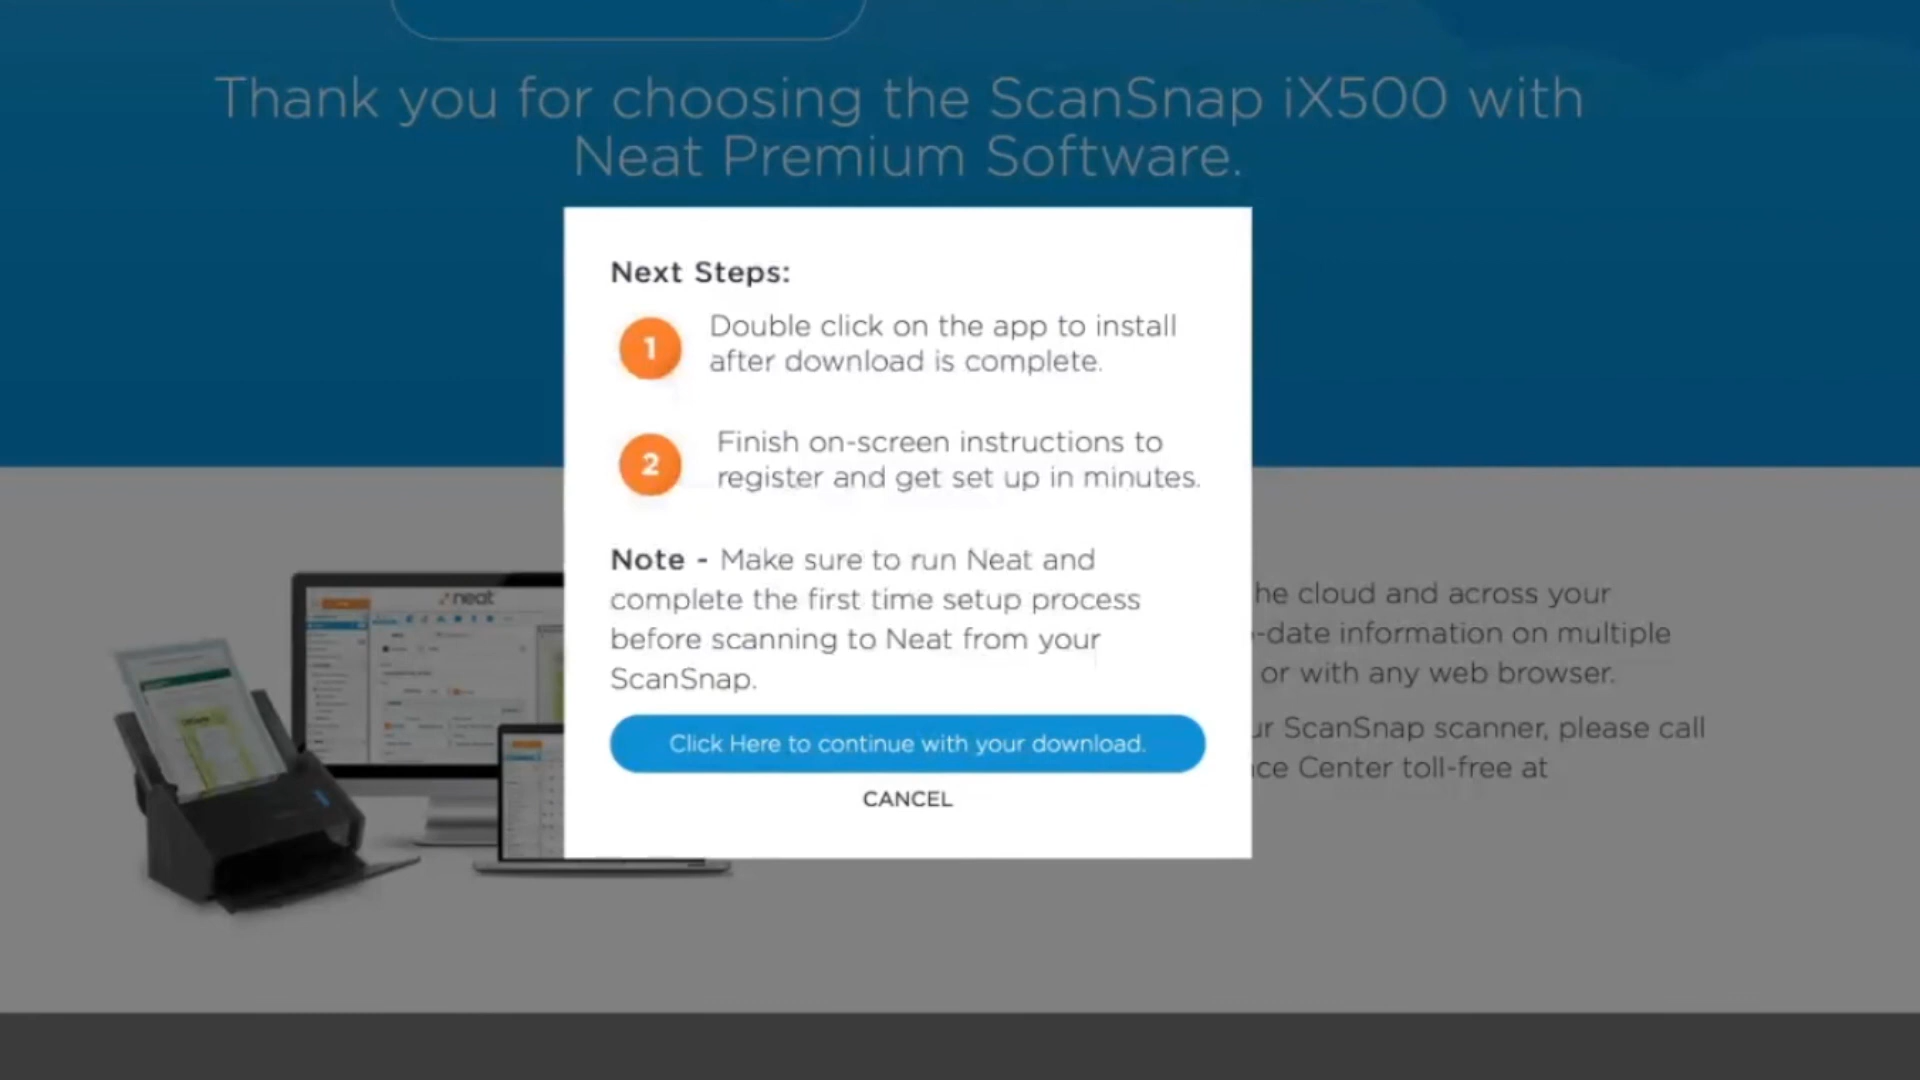 Thank you for choosing the ScanSnap iX500 with
Neat Premium Software.
Next Steps:
1
Double click on the app to install
after download is complete.
2
Finish on-screen instructions to
register and get set up in minutes.
Note - Make sure to run Neat and
complete the first time setup process
before scanning to Neat from your
ScanSnap.
Click Here to continue with your download.
CANCEL
neat
he cloud and across your
-date information on multiple
or with any web browser.
ur ScanSnap scanner, please call
ce Center toll-free at